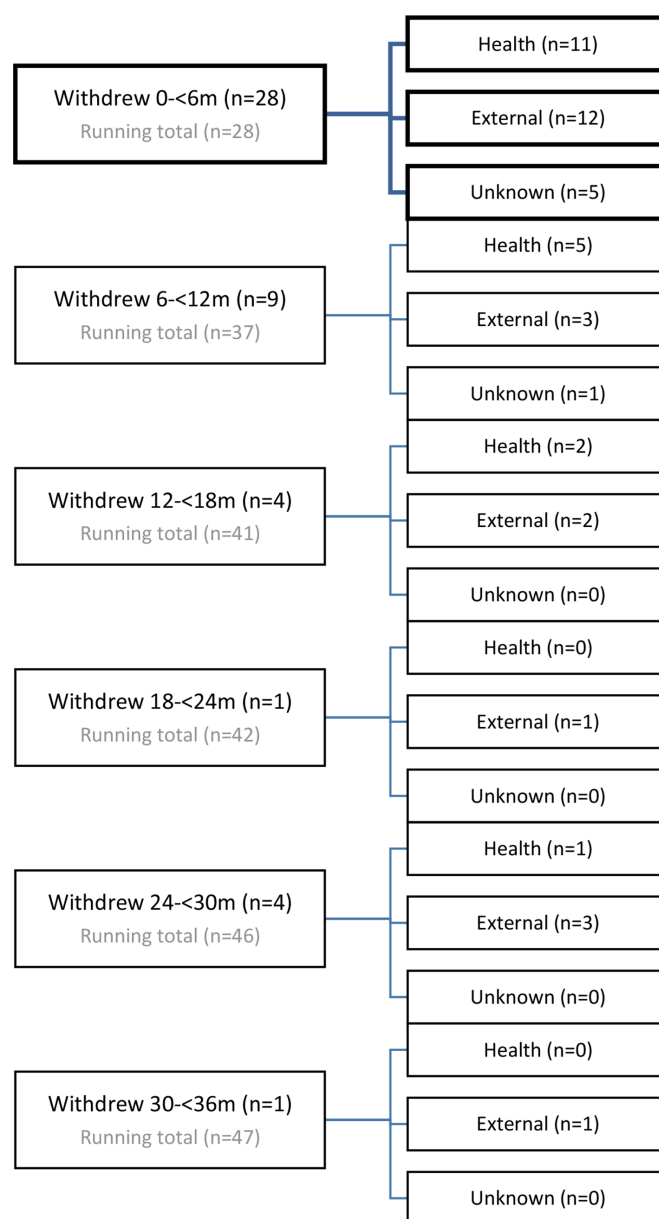 Withdrew 0-<6m (n=28)
Running total (n=28)
Health (n=11)
External (n=12)
Unknown (n=5)
Withdrew 6-<12m (n=9)
Running total (n=37)
Health (n=5)
External (n=3)
Unknown (n=1)
Withdrew 12-<18m (n=4)
Running total (n=41)
Health (n=2)
External (n=2)
Unknown (n=0)
Withdrew 18-<24m (n=1)
Running total (n=42)
Health (n=0)
External (n=1)
Unknown (n=0)
Withdrew 24-<30m (n=4)
Running total (n=46)
Health (n=1)
External (n=3)
Unknown (n=0)
Withdrew 30-<36m (n=1)
Running total (n=47)
Health (n=0)
External (n=1)
Unknown (n=0)